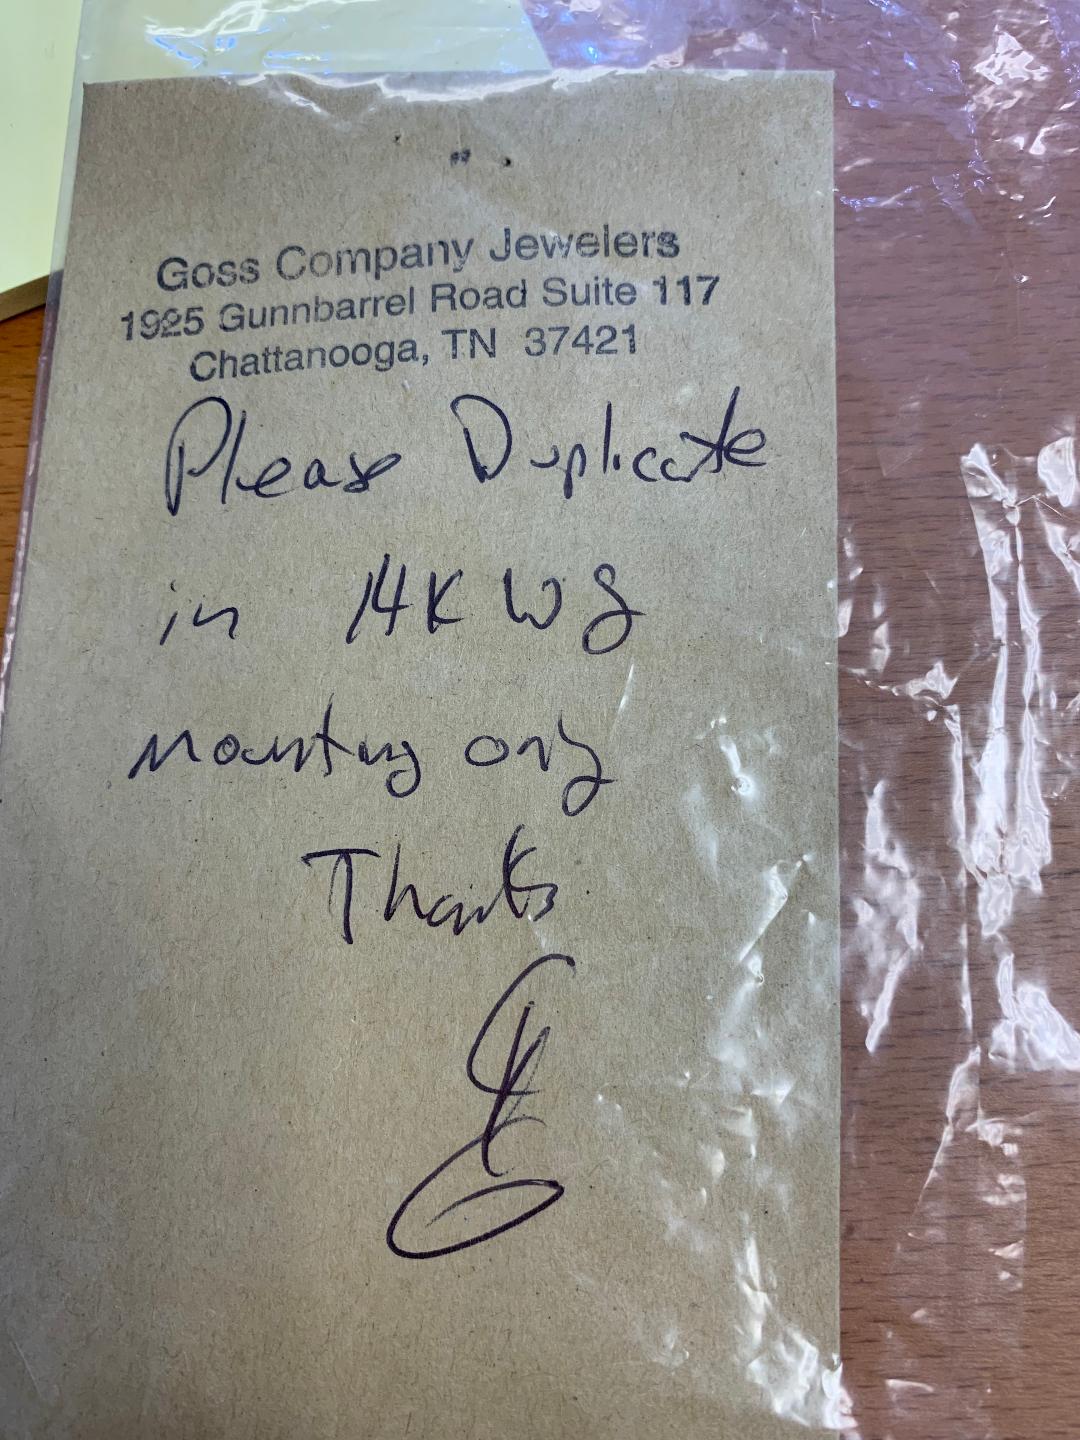 Goss Company Jewelers
1925 Gunnbarrel Road Suite 117
Chattanooga, TN 37421
Please Duplicate
in 14K WG
Mounting only
Thanks